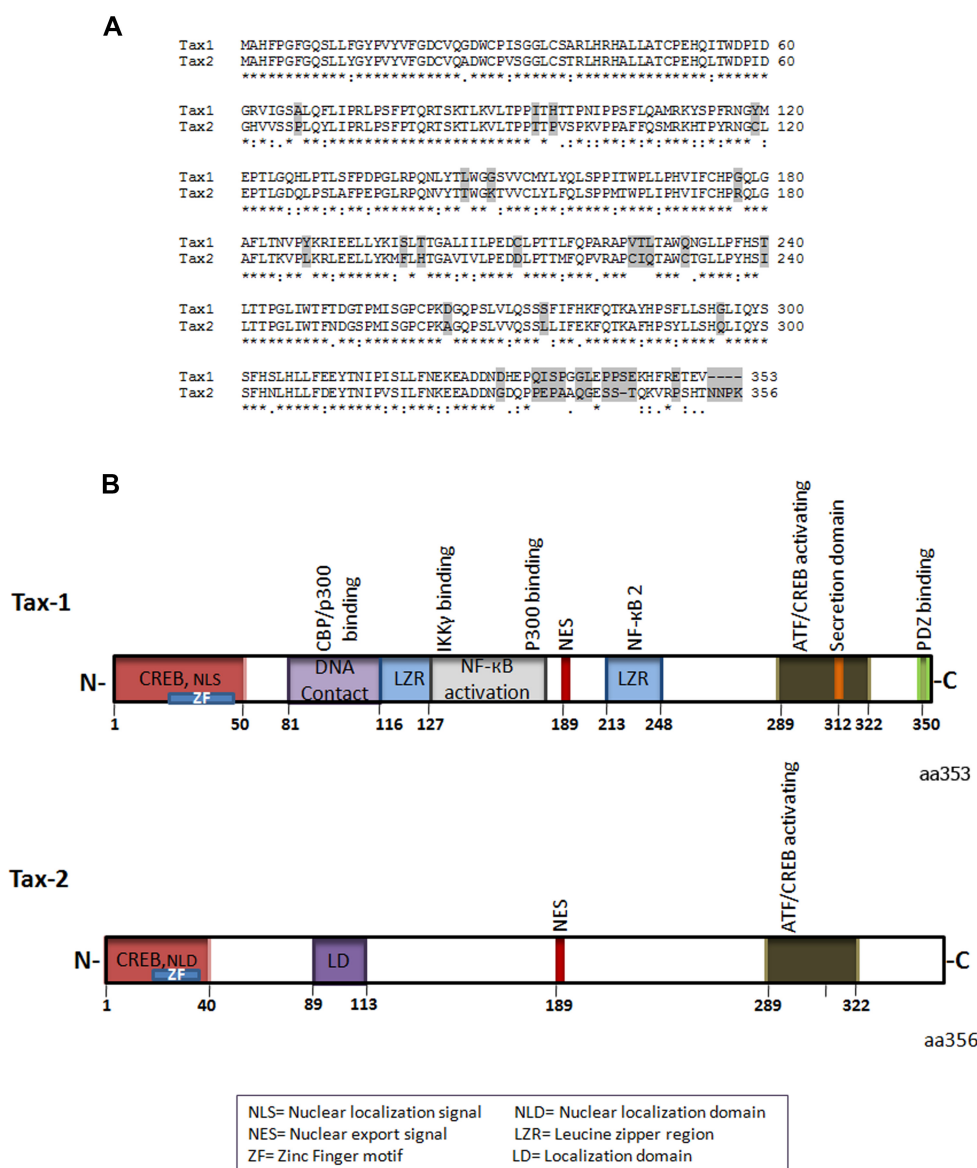 A
Tax1 MAHFPGFGQSLLFGYPVYVFGDCVQGDWCPISGGLCSARLHRHALLATCPEHQITWDPID 60
Tax2 MAHFPGFGQSLLYGYPVYVFGDCVQADWCPVSGGLCSTRLHRHALLATCPEHQLTWDPID 60
************:************.****:******:***************:******
Tax1 GRVIGSALQFLIPRLPSFPTQRTSKTLKVLTPPITHTTPNIPPSFLQAMRKYSPFRNGYM 120
Tax2 GHVVSSPLQYLIPRLPSFPTQRTSKTLKVLTPPTTPVSPKVPPAFFQSMRKHTPYRNGCL 120
*:*:.* **:*********************** * .:*::**:*:*:***::*:*** :
Tax1 EPTLGQHLPTLSFPDPGLRPQNLYTLWGGSVVCMYLYQLSPPITWPLLPHVIFCHPGQLG 180
Tax2 EPTLGDQLPSLAFPEPGLRPQNVYTTWGKTVVCLYLFQLSPPMTWPLIPHVIFCHPRQLG 180
*****::**:*:**:*******:** ** :***:**:*****:****:******** ***
Tax1 AFLTNVPYKRIEELLYKISLTTGALIILPEDCLPTTLFQPARAPVTLTAWQNGLLPFHST 240
Tax2 AFLTKVPLKRLEELLYKMFLHTGAVIVLPEDDLPTTMFQPVRAPCIQTAWCTGLLPYHSI 240
****:** **:******: * ***:*:**** ****:***.*** *** .****:**
Tax1 LTTPGLIWTFTDGTPMISGPCPKDGQPSLVLQSSSFIFHKFQTKAYHPSFLLSHGLIQYS 300
Tax2 LTTPGLIWTFNDGSPMISGPCPKAGQPSLVVQSSLLIFEKFQTKAFHPSYLLSHQLIQYS 300
**********.**:********* ******:*** :**.******:***:**** *****
Tax1 SFHSLHLLFEEYTNIPISLLFNEKEADDNDHEPQISPGGLEPPSEKHFRETEV---- 353
Tax2 SFHNLHLLFDEYTNIPVSILFNKEEADDNGDQPPEPAAQGESS-TQKVRPSHTNNPK 356
B
Tax-1
CBP/p300
binding
IKKγ binding
P300 binding
NES
NF-κB 2
ATF/CREB activating
Secretion domain
PDZ binding
N-
CREB, NLS
ZF
DNA
Contact
LZR
NF-κB
activation
LZR
-C
1 50 81 116 127 189 213 248 289 312 322 350
aa353
Tax-2
NES
ATF/CREB activating
N-
CREB,NLD
ZF
LD
-C
1 40 89 113 189 289 322
aa356
NLS= Nuclear localization signal NLD= Nuclear localization domain
NES= Nuclear export signal LZR= Leucine zipper region
ZF= Zinc Finger motif LD= Localization domain